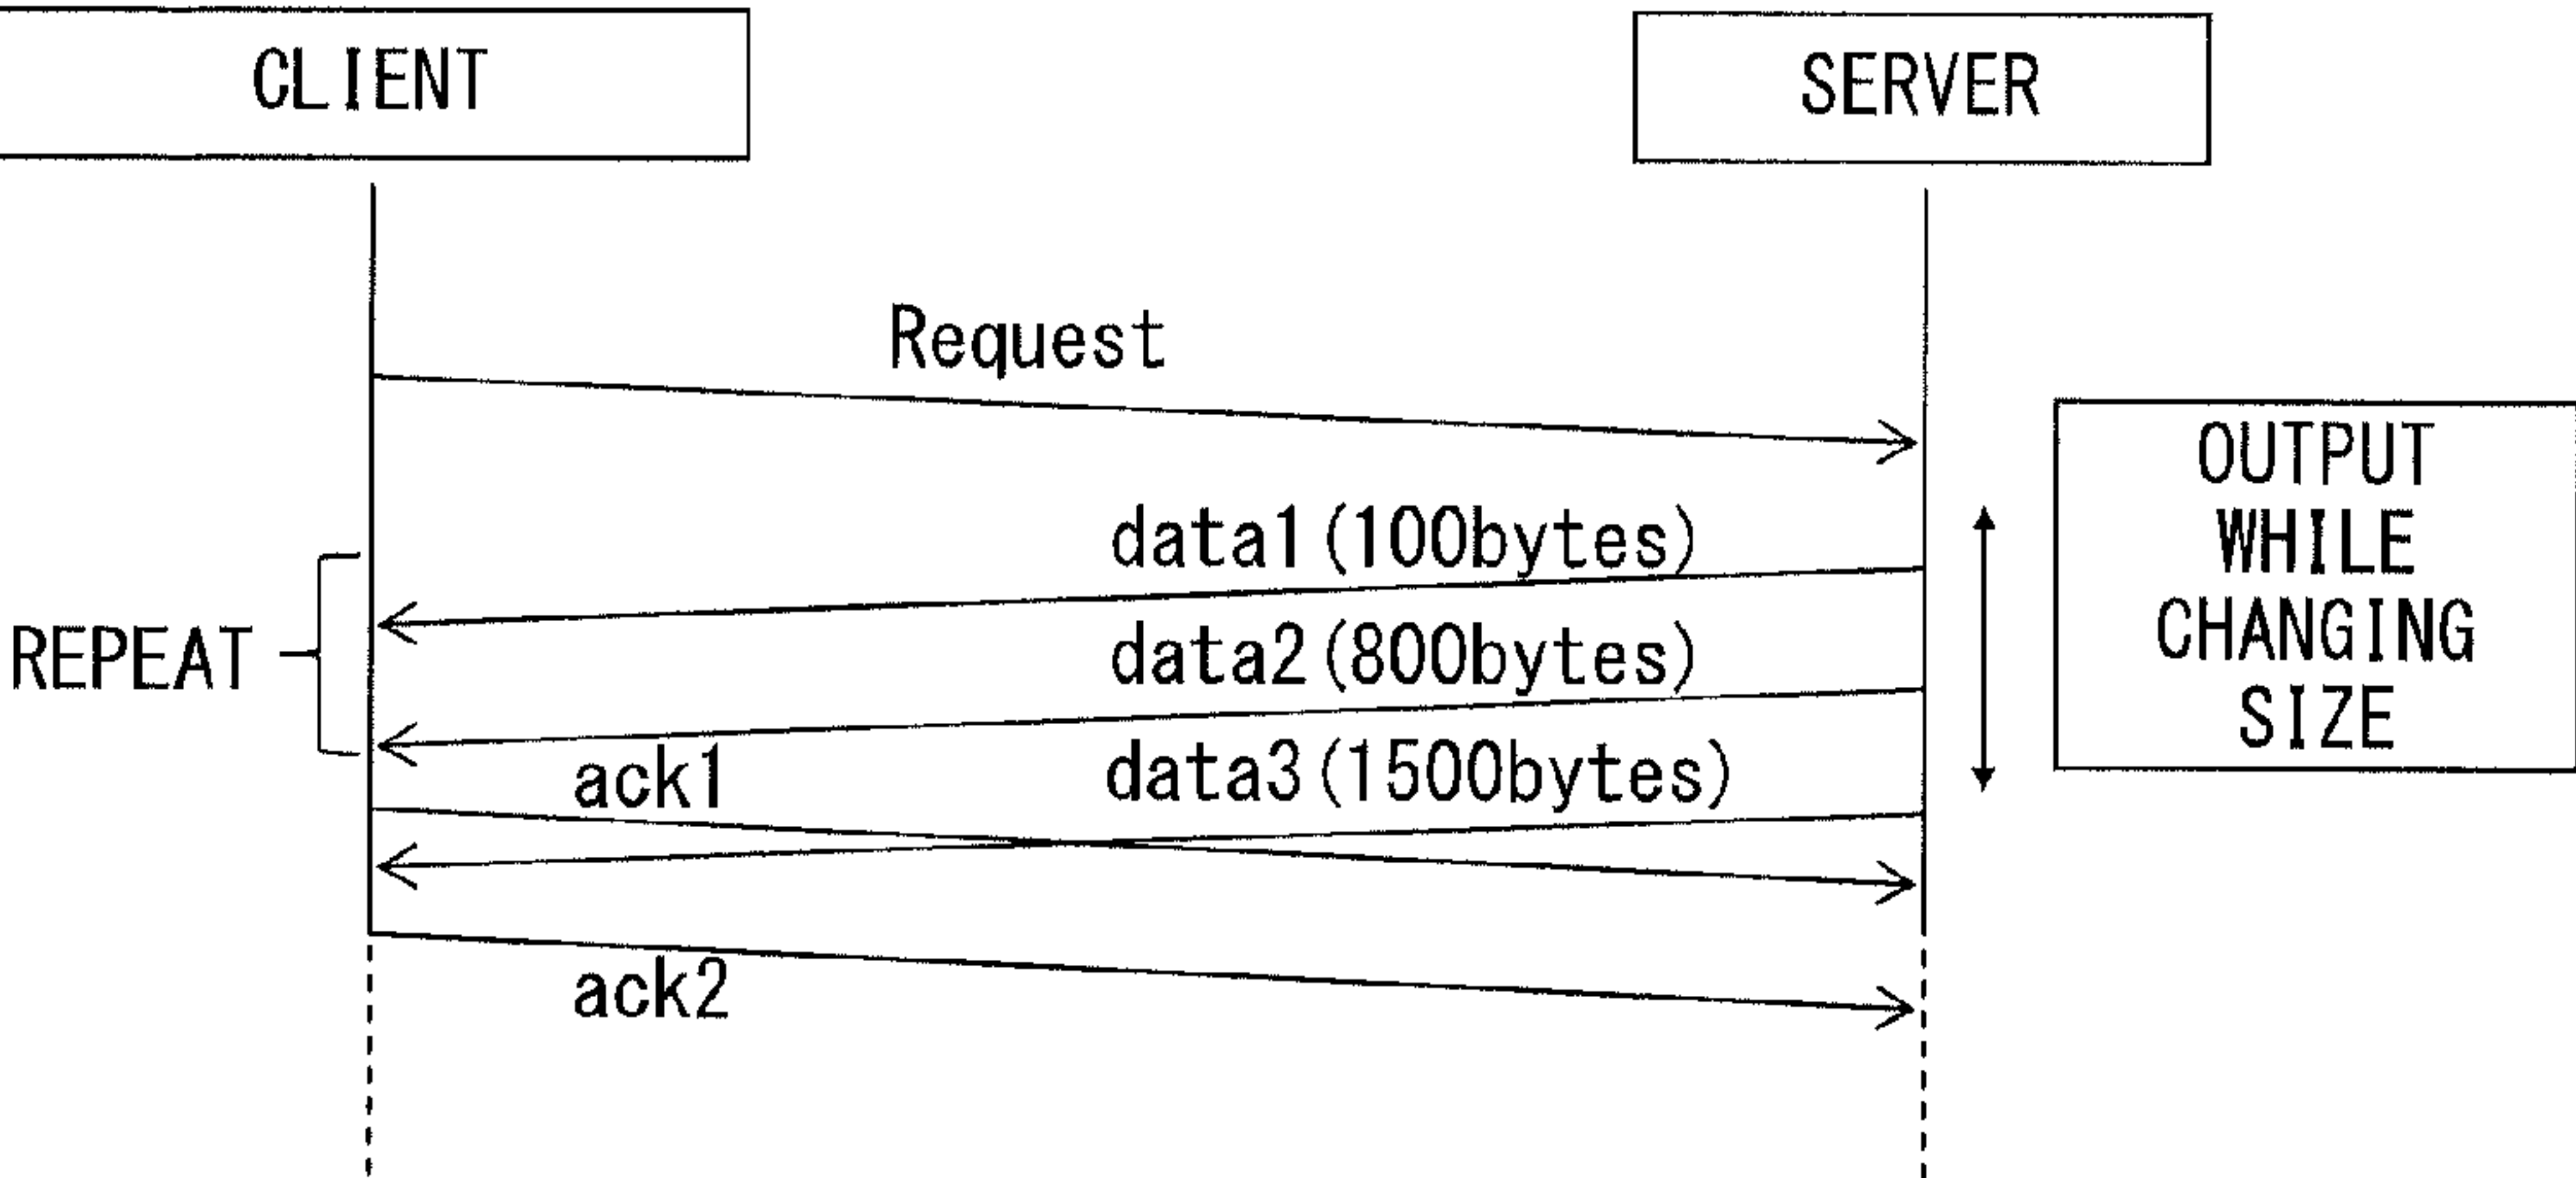 CLIENT
SERVER
Request
OUTPUT
WHILE
CHANGING
SIZE
data1(100bytes)
REPEAT
data2(800bytes)
ack1
data3(1500bytes)
ack2